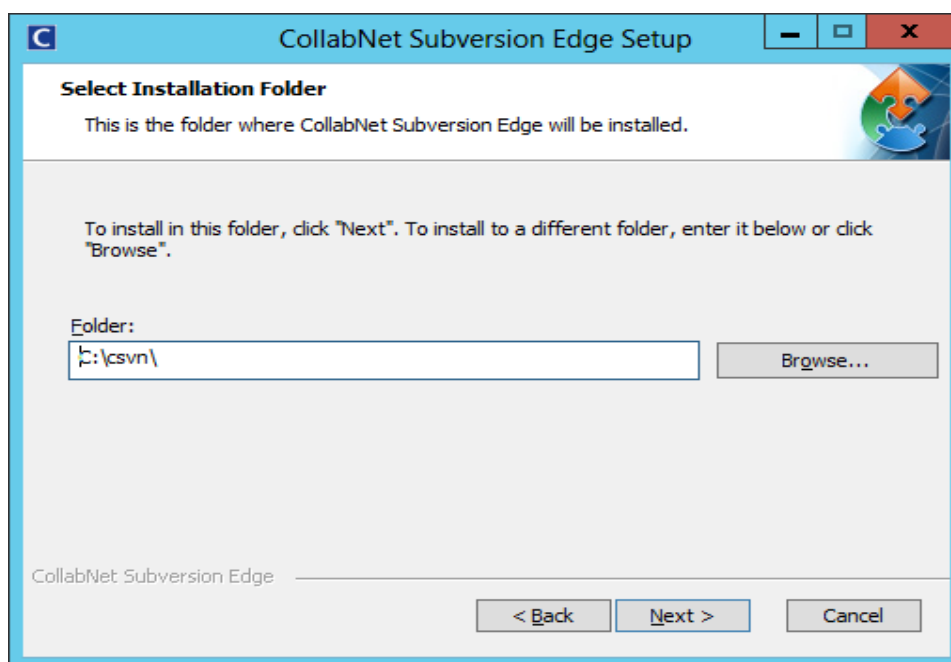 C
CollabNet Subversion Edge Setup
Select Installation Folder
This is the folder where CollabNet Subversion Edge will be installed.
To install in this folder, click "Next". To install to a different folder, enter it below or click
"Browse".
Folder:
C:\csvn\
Browse...
CollabNet Subversion Edge
< Back
Next >
Cancel